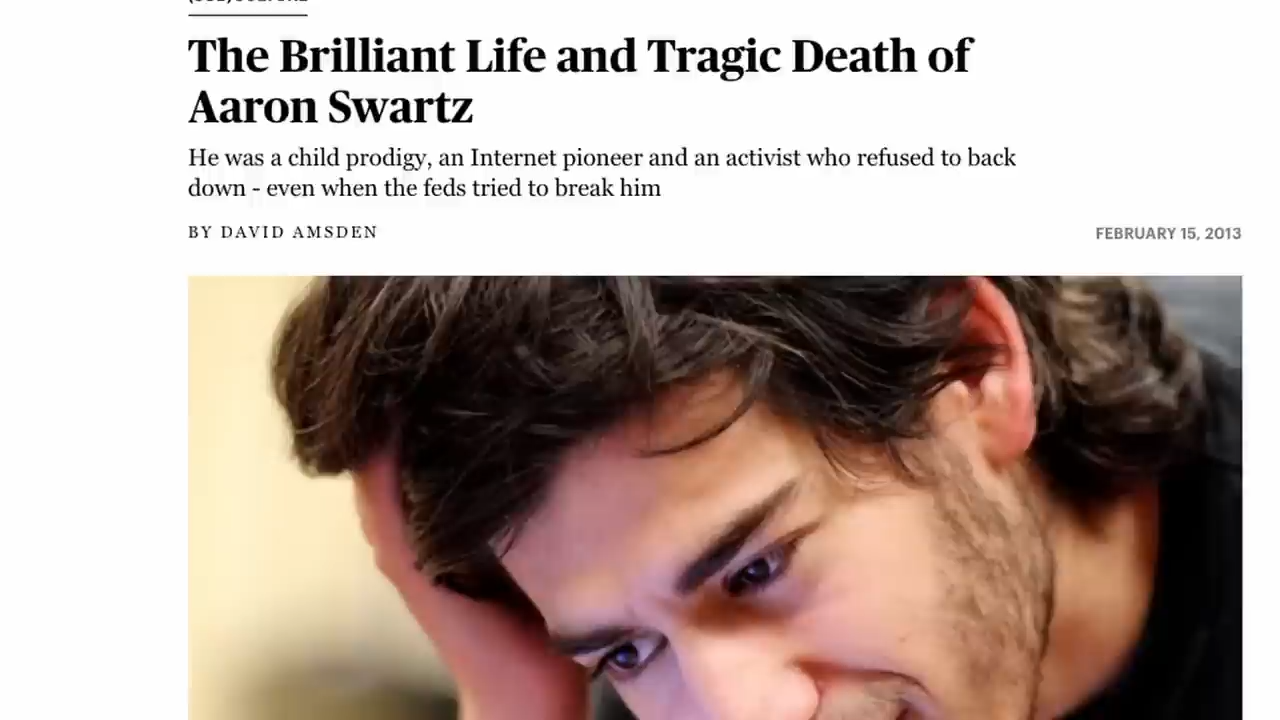 The Brilliant Life and Tragic Death of
Aaron Swartz
He was a child prodigy, an Internet pioneer and an activist who refused to back
down - even when the feds tried to break him
BY DAVID AMSDEN
FEBRUARY 15, 2013